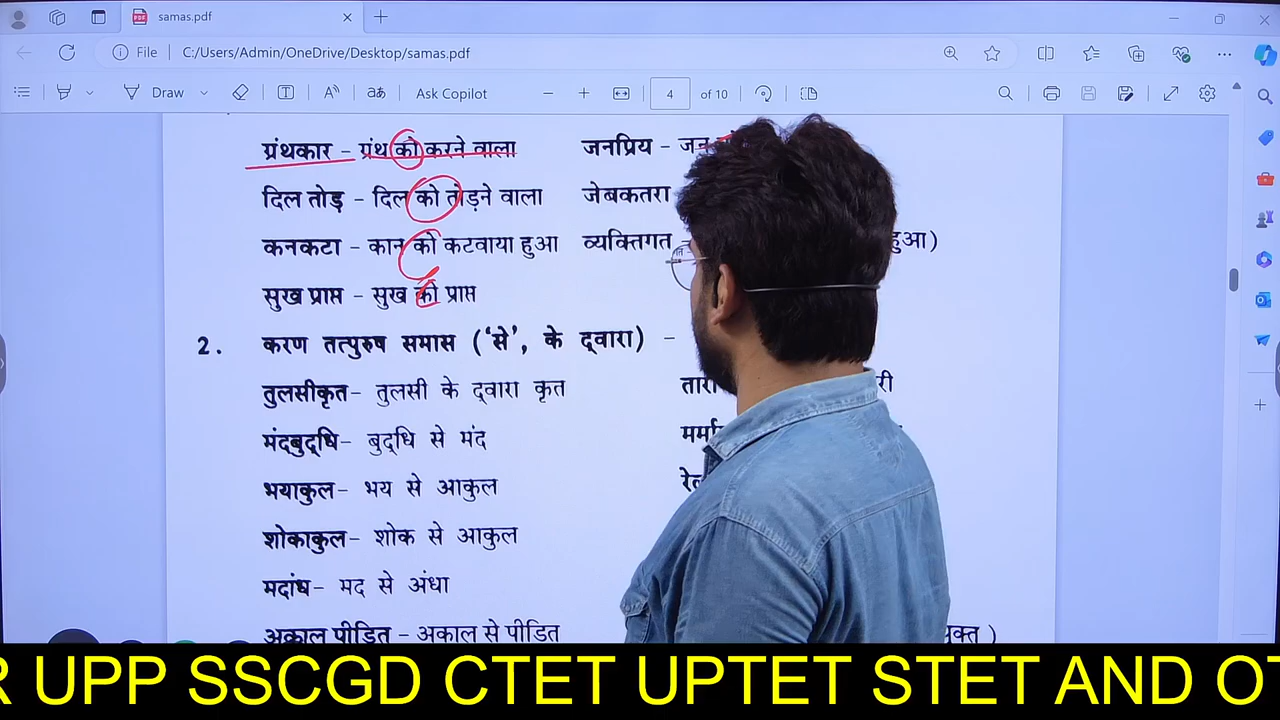 samas.pdf
File C:/Users/Admin/OneDrive/Desktop/samas.pdf
Draw Ask Copilot 4 of 10
ग्रंथकार – ग्रंथ को करने वाला जनप्रिय – जन
दिल तोड़ – दिल को तोड़ने वाला जेबकतरा
कनकटा – कान को कटवाया हुआ व्यक्तिगत – हुआ)
सुख प्राप्त – सुख को प्राप्त
2. करण तत्पुरुष समास ('से', के द्वारा) –
तुलसीकृत– तुलसी के द्वारा कृत
मंदबुद्धि– बुद्धि से मंद
भयाकुल– भय से आकुल
शोकाकुल– शोक से आकुल
मदांध– मद से अंधा
अकाल पीड़ित – अकाल से पीड़ित
UPP SSCGD CTET UPTET STET AND